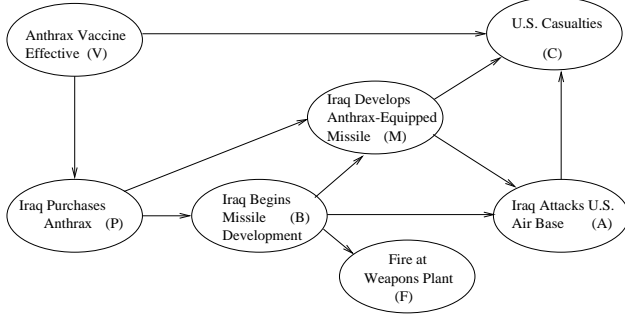 Anthrax Vaccine
Effective (V)
U.S. Casualties
(C)
Iraq Develops
Anthrax-Equipped
Missile (M)
Iraq Purchases
Anthrax (P)
Iraq Begins
Missile (B)
Development
Iraq Attacks U.S.
Air Base (A)
Fire at
Weapons Plant
(F)